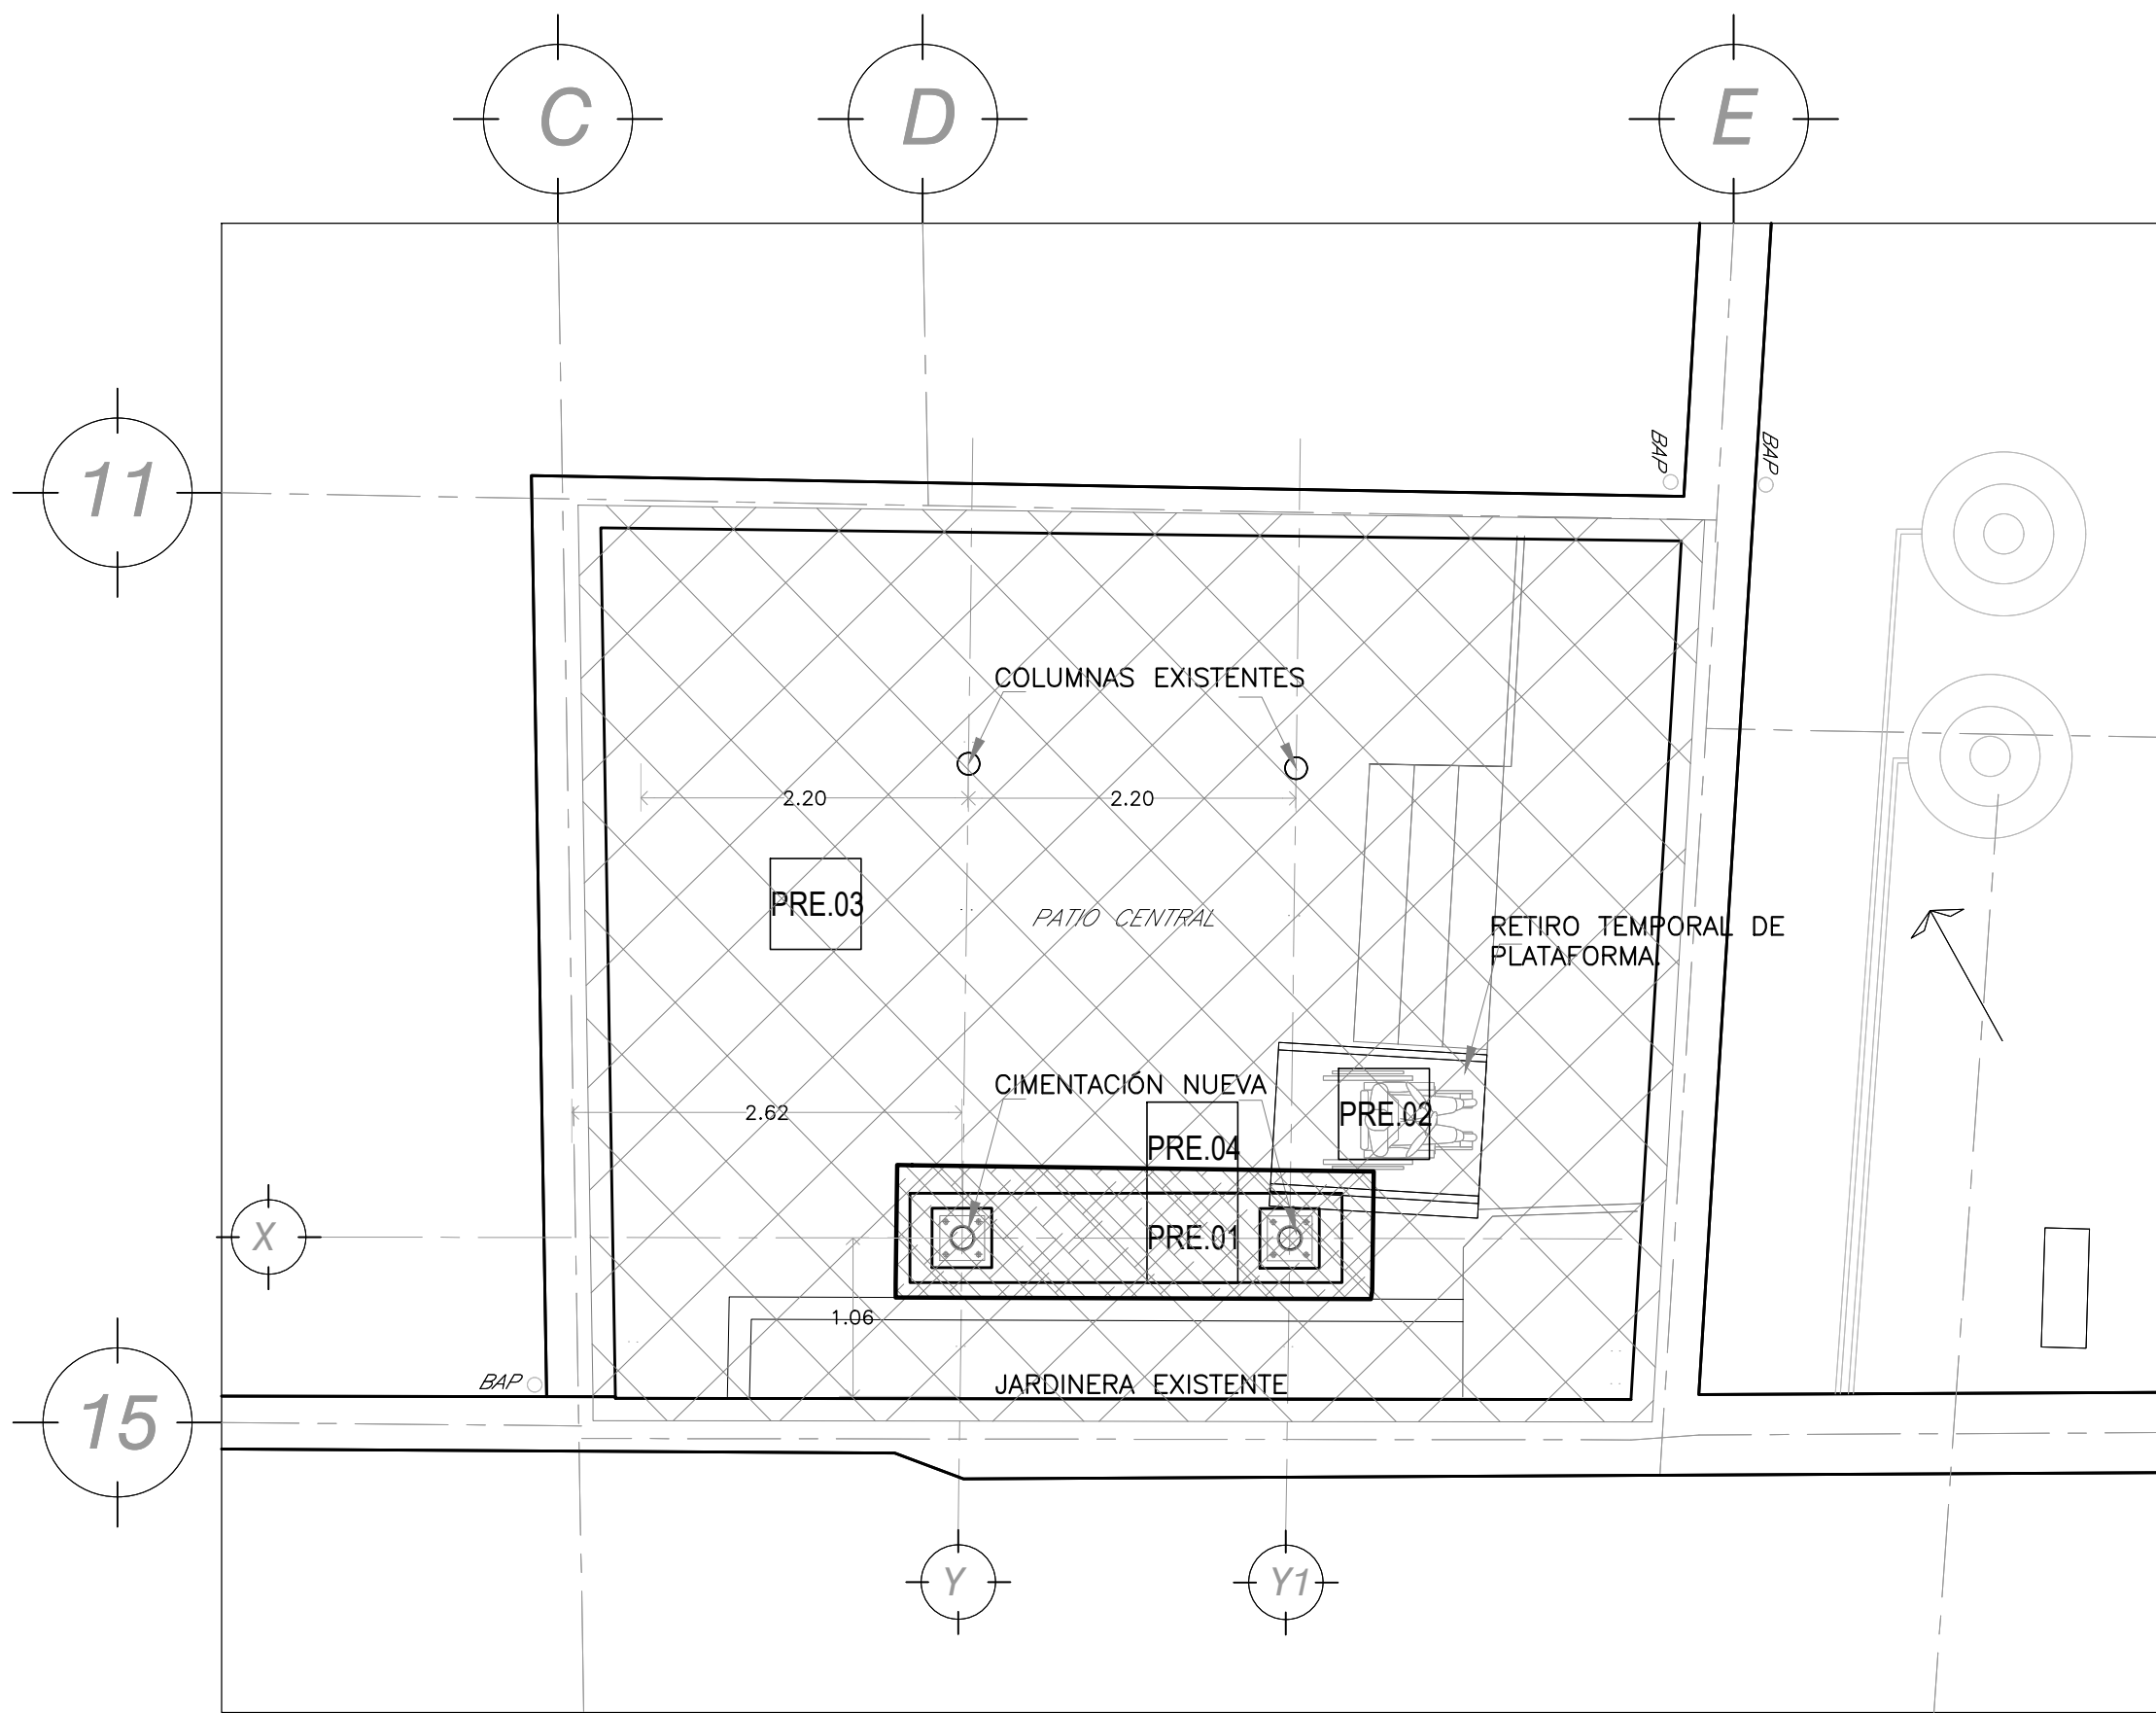 C
D
E
11
BAP
BAP
COLUMNAS EXISTENTES
2.20
2.20
PRE.03
PATIO CENTRAL
RETIRO TEMPORAL DE
PLATAFORMA.
CIMENTACIÓN NUEVA
2.62
PRE.02
PRE.04
X
PRE.01
1.06
BAP
JARDINERA EXISTENTE
15
Y
Y1